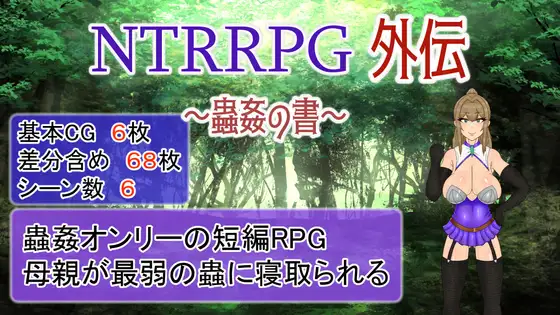 NTRRPG 外伝
～蟲姦の書～
基本CG 6枚
差分含め 68枚
シーン数 6
蟲姦オンリーの短編RPG
母親が最弱の蟲に寝取られる